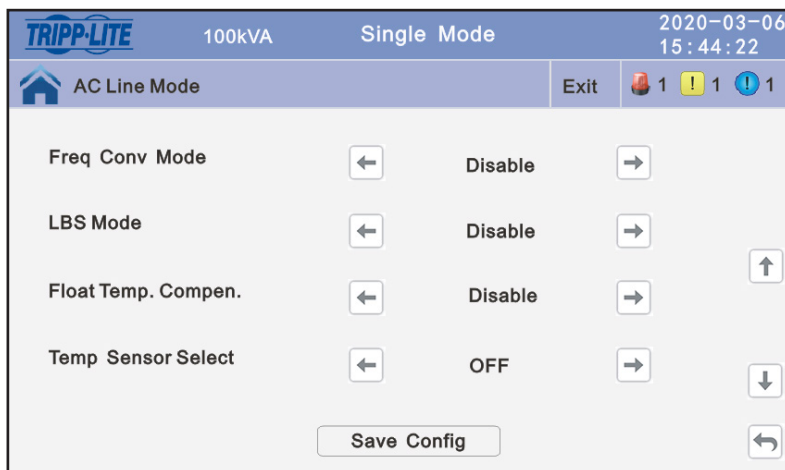 TRIPP·LITE 100kVA Single Mode 2020-03-06
15:44:22
AC Line Mode Exit 1 ! 1 ! 1
Freq Conv Mode Disable
LBS Mode Disable
Float Temp. Compen. Disable
Temp Sensor Select OFF
Save Config